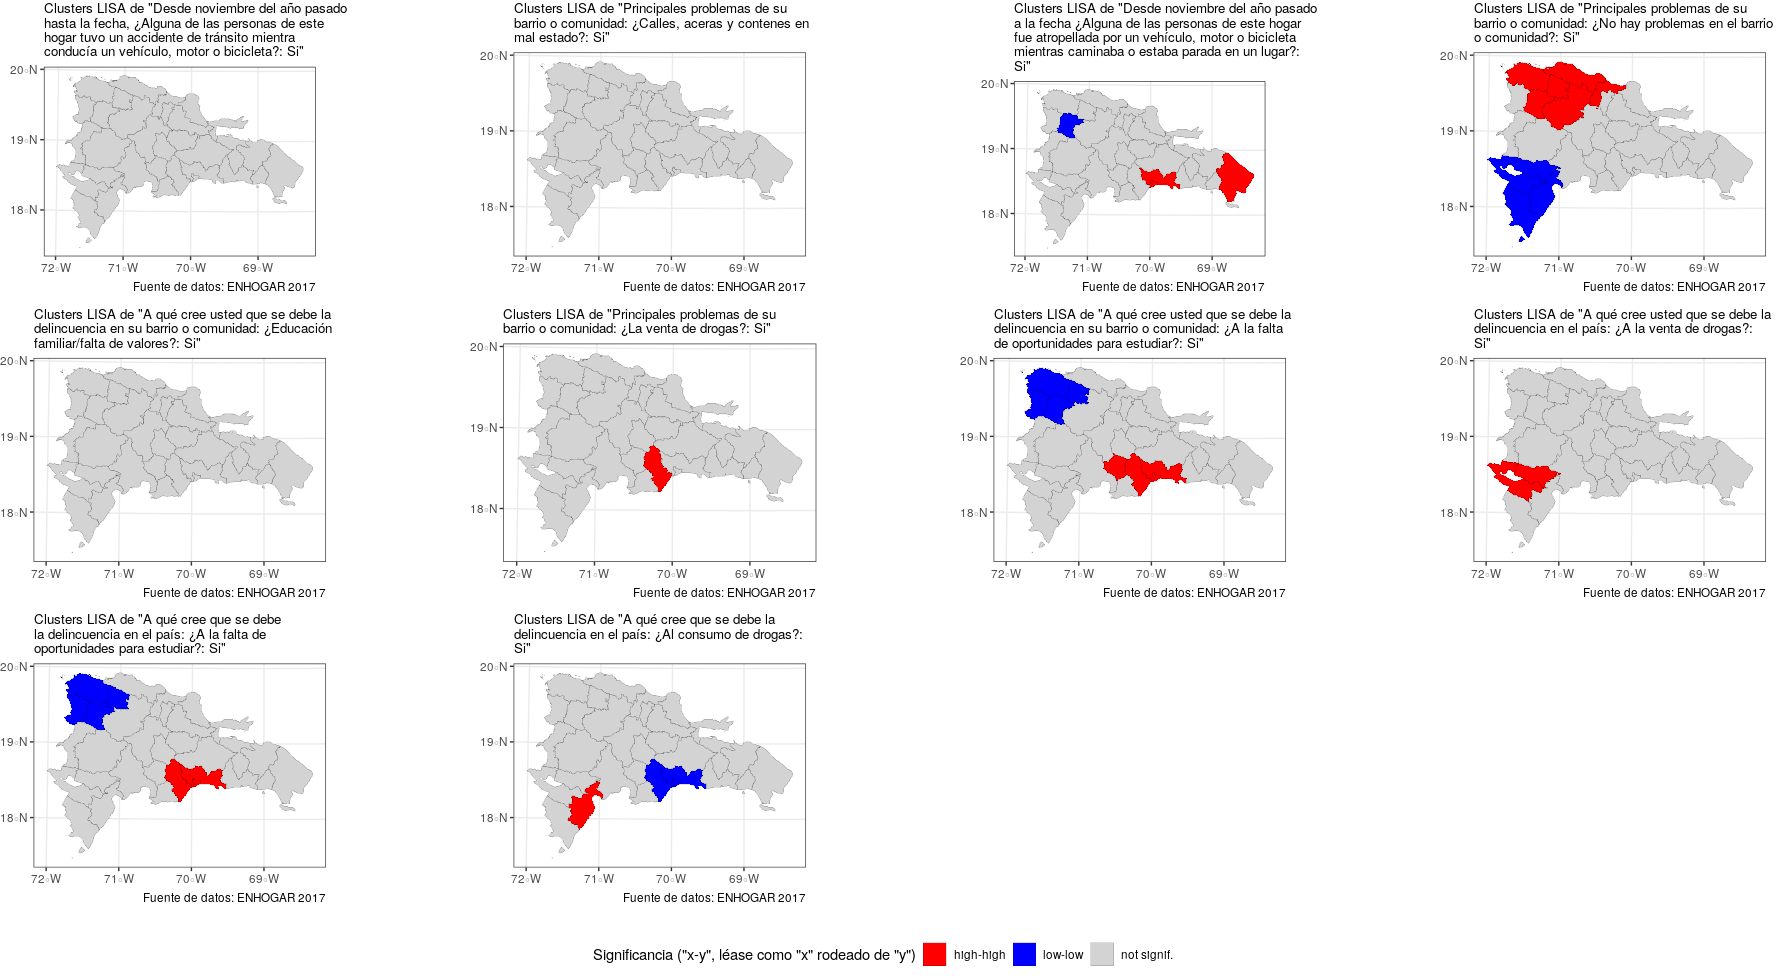 Clusters LISA de "Desde noviembre del año pasado
hasta la fecha, ¿Alguna de las personas de este
hogar tuvo un accidente de tránsito mientra
conducía un vehículo, motor o bicicleta?: Si"
20°N
19°N
18°N
72°W 71°W 70°W 69°W
Fuente de datos: ENHOGAR 2017
Clusters LISA de "Principales problemas de su
barrio o comunidad: ¿Calles, aceras y contenes en
mal estado?: Si"
20°N
19°N
18°N
72°W 71°W 70°W 69°W
Fuente de datos: ENHOGAR 2017
Clusters LISA de "Desde noviembre del año pasado
a la fecha ¿Alguna de las personas de este hogar
fue atropellada por un vehículo, motor o bicicleta
mientras caminaba o estaba parada en un lugar?:
Si"
20°N
19°N
18°N
72°W 71°W 70°W 69°W
Fuente de datos: ENHOGAR 2017
Clusters LISA de "Principales problemas de su
barrio o comunidad: ¿No hay problemas en el barrio
o comunidad?: Si"
20°N
19°N
18°N
72°W 71°W 70°W 69°W
Fuente de datos: ENHOGAR 2017
Clusters LISA de "A qué cree usted que se debe la
delincuencia en su barrio o comunidad: ¿Educación
familiar/falta de valores?: Si"
20°N
19°N
18°N
72°W 71°W 70°W 69°W
Fuente de datos: ENHOGAR 2017
Clusters LISA de "Principales problemas de su
barrio o comunidad: ¿La venta de drogas?: Si"
20°N
19°N
18°N
72°W 71°W 70°W 69°W
Fuente de datos: ENHOGAR 2017
Clusters LISA de "A qué cree usted que se debe la
delincuencia en su barrio o comunidad: ¿A la falta
de oportunidades para estudiar?: Si"
20°N
19°N
18°N
72°W 71°W 70°W 69°W
Fuente de datos: ENHOGAR 2017
Clusters LISA de "A qué cree usted que se debe la
delincuencia en el país: ¿A la venta de drogas?:
Si"
20°N
19°N
18°N
72°W 71°W 70°W 69°W
Fuente de datos: ENHOGAR 2017
Clusters LISA de "A qué cree que se debe
la delincuencia en el país: ¿A la falta de
oportunidades para estudiar?: Si"
20°N
19°N
18°N
72°W 71°W 70°W 69°W
Fuente de datos: ENHOGAR 2017
Clusters LISA de "A qué cree que se debe la
delincuencia en el país: ¿Al consumo de drogas?:
Si"
20°N
19°N
18°N
72°W 71°W 70°W 69°W
Fuente de datos: ENHOGAR 2017
Significancia ("x-y", léase como "x" rodeado de "y") high-high low-low not signif.